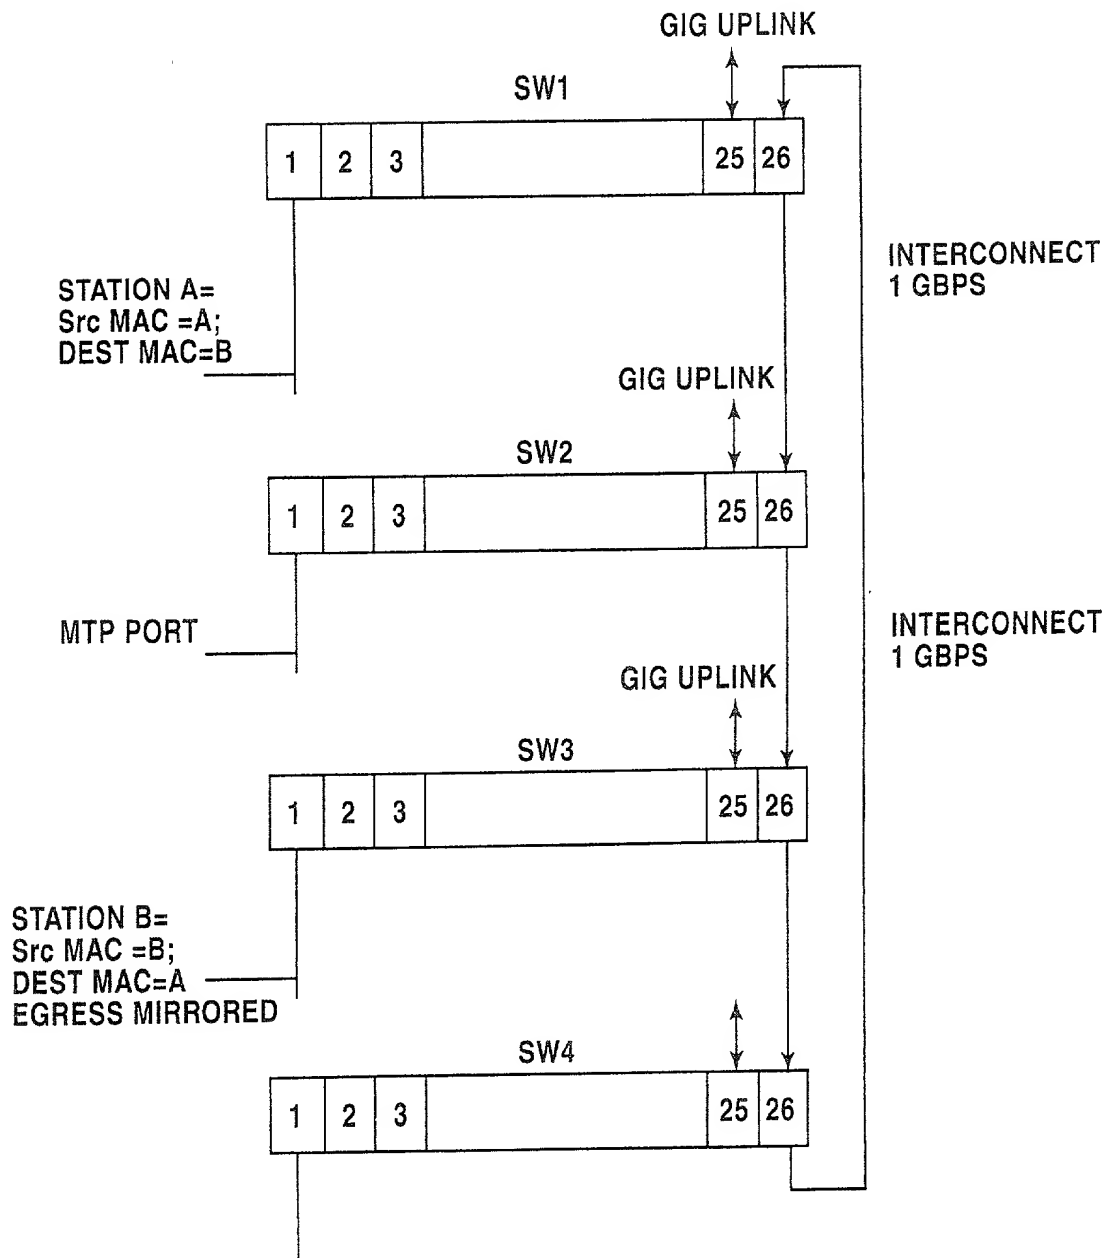 GIG UPLINK
SW1
1 2 3 25 26
INTERCONNECT
1 GBPS
STATION A=
Src MAC =A;
DEST MAC=B
GIG UPLINK
SW2
1 2 3 25 26
MTP PORT
INTERCONNECT
1 GBPS
GIG UPLINK
SW3
1 2 3 25 26
STATION B=
Src MAC =B;
DEST MAC=A
EGRESS MIRRORED
SW4
1 2 3 25 26